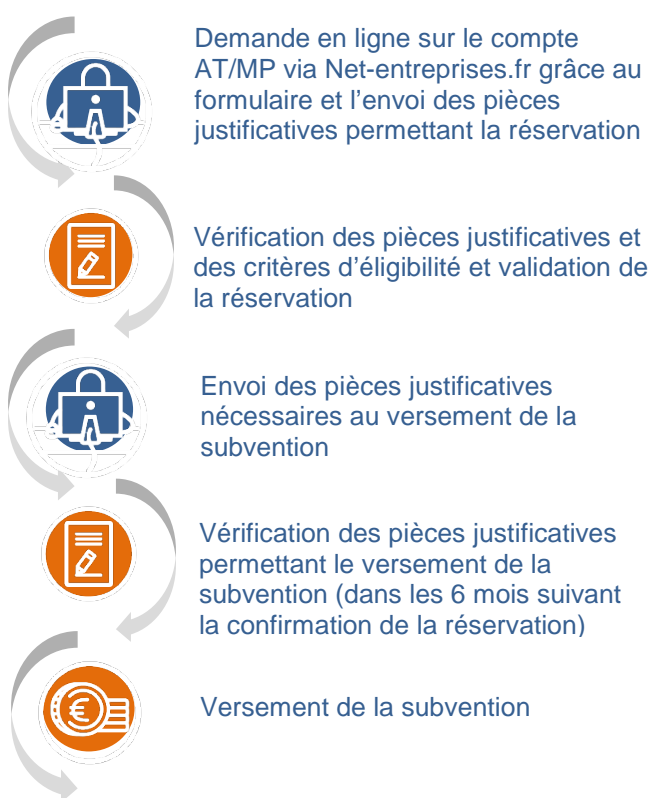 Demande en ligne sur le compte
AT/MP via Net-entreprises.fr grâce au
formulaire et l'envoi des pièces
justificatives permettant la réservation
Vérification des pièces justificatives et
des critères d'éligibilité et validation de
la réservation
Envoi des pièces justificatives
nécessaires au versement de la
subvention
Vérification des pièces justificatives
permettant le versement de la
subvention (dans les 6 mois suivant
la confirmation de la réservation)
€
Versement de la subvention